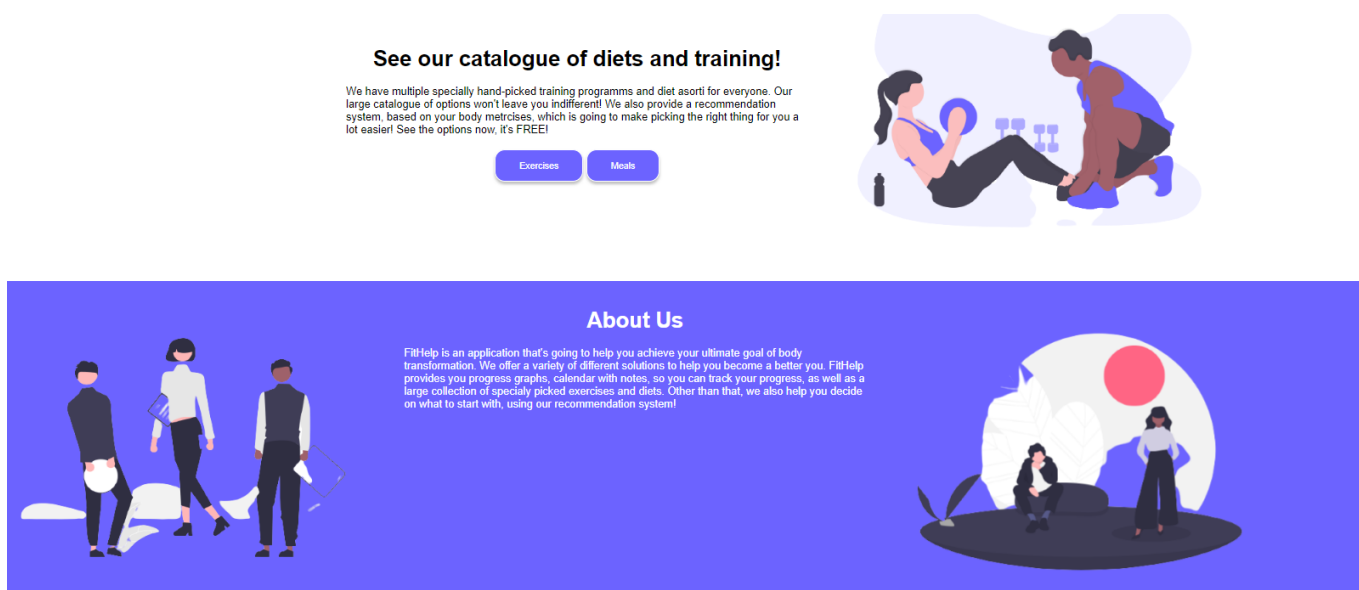 See our catalogue of diets and training!
We have multiple specially hand-picked training programms and diet asorti for everyone. Our
large catalogue of options won't leave you indifferent! We also provide a recommendation
system, based on your body metrcises, which is going to make picking the right thing for you a
lot easier! See the options now, it's FREE!
Exercises Meals
About Us
FitHelp is an application that's going to help you achieve your ultimate goal of body
transformation. We offer a variety of different solutions to help you become a better you. FitHelp
provides you progress graphs, calendar with notes, so you can track your progress, as well as a
large collection of specialy picked exercises and diets. Other than that, we also help you decide
on what to start with, using our recommendation system!